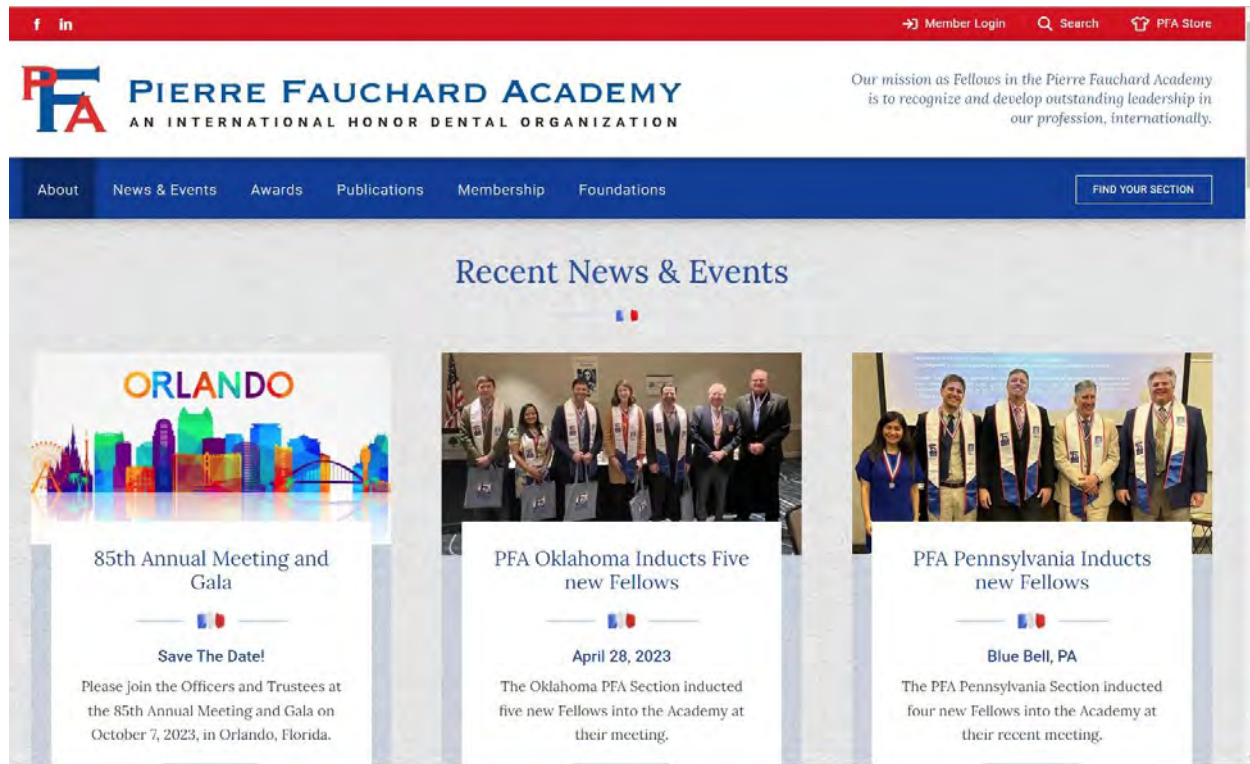 f in
Member Login Search PFA Store
PFA
PIERRE FAUCHARD ACADEMY
AN INTERNATIONAL HONOR DENTAL ORGANIZATION
Our mission as Fellows in the Pierre Fauchard Academy
is to recognize and develop outstanding leadership in
our profession, internationally.
About News & Events Awards Publications Membership Foundations
FIND YOUR SECTION
Recent News & Events
ORLANDO
85th Annual Meeting and
Gala
Save The Date!
Please join the Officers and Trustees at
the 85th Annual Meeting and Gala on
October 7, 2023, in Orlando, Florida.
PFA Oklahoma Inducts Five
new Fellows
April 28, 2023
The Oklahoma PFA Section inducted
five new Fellows into the Academy at
their meeting.
PFA Pennsylvania Inducts
new Fellows
Blue Bell, PA
The PFA Pennsylvania Section inducted
four new Fellows into the Academy at
their recent meeting.